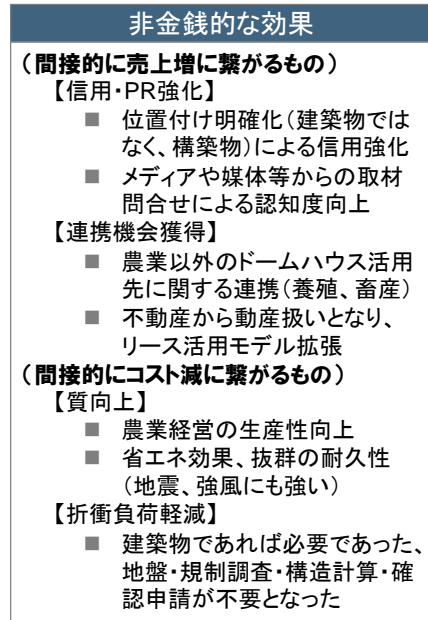 非金銭的な効果
（間接的に売上増に繋がるもの）
【信用・PR強化】
■ 位置付け明確化（建築物では
なく、構築物）による信用強化
■ メディアや媒体等からの取材
問合せによる認知度向上
【連携機会獲得】
■ 農業以外のドームハウス活用
先に関する連携（養殖、畜産）
■ 不動産から動産扱いとなり、
リース活用モデル拡張
（間接的にコスト減に繋がるもの）
【質向上】
■ 農業経営の生産性向上
■ 省エネ効果、抜群の耐久性
（地震、強風にも強い）
【折衝負荷軽減】
■ 建築物であれば必要であった、
地盤・規制調査・構造計算・確
認申請が不要となった